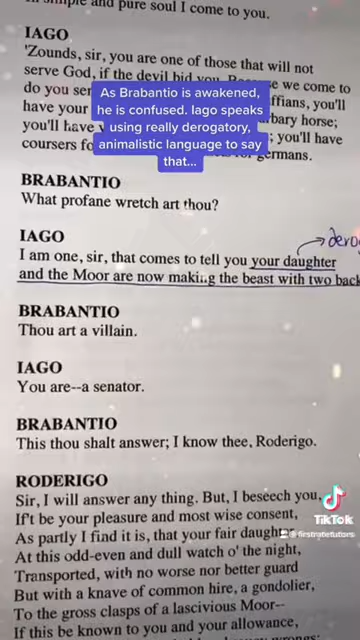 and pure soul I come to you.
IAGO
'Zounds, sir, you are one of those that will not
serve God, if the devil bid we come to
do you you'll
have your horse;
you'll have you'll have
coursers germans.
As Brabantio is awakened,
he is confused. Iago speaks
using really derogatory,
animalistic language to say
that...
BRABANTIO
What profane wretch art thou?
IAGO
I am one, sir, that comes to tell you your daughter
and the Moor are now making the beast with two back
BRABANTIO
Thou art a villain.
IAGO
You are--a senator.
BRABANTIO
This thou shalt answer; I know thee, Roderigo.
RODERIGO
Sir, I will answer any thing. But, I beseech you,
If't be your pleasure and most wise consent,
As partly I find it is, that your fair
At this odd-even and dull watch o' the night,
Transported, with no worse nor better guard
But with a knave of common hire, a gondolier,
To the gross clasps of a lascivious Moor--
If this be known to you and your allowance,
TikTok
@firstratetutors